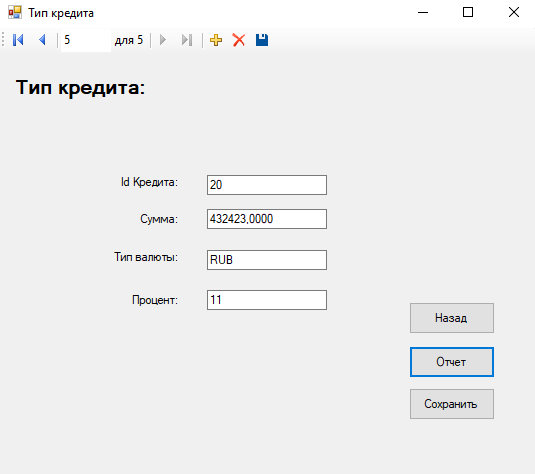 Тип кредита
5 для 5
Тип кредита:
Id Кредита: 20
Сумма: 432423,0000
Тип валюты: RUB
Процент: 11
Назад
Отчет
Сохранить